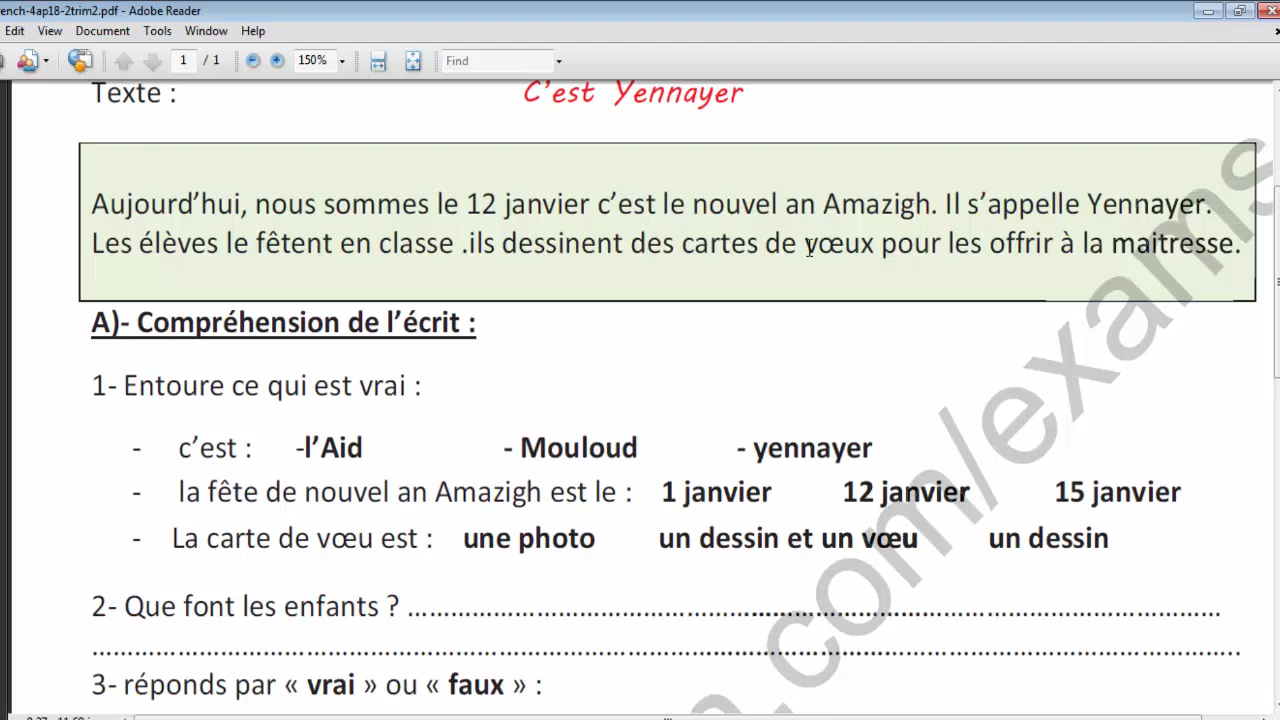 rench-4ap18-2trim2.pdf - Adobe Reader
Edit View Document Tools Window Help
1 / 1 150% Find
Texte : C'est Yennayer
Aujourd'hui, nous sommes le 12 janvier c'est le nouvel an Amazigh. Il s'appelle Yennayer.
Les élèves le fêtent en classe .ils dessinent des cartes de vœux pour les offrir à la maitresse.
A)- Compréhension de l'écrit :
1- Entoure ce qui est vrai :
- c'est : -l'Aid - Mouloud - yennayer
- la fête de nouvel an Amazigh est le : 1 janvier 12 janvier 15 janvier
- La carte de vœu est : une photo un dessin et un vœu un dessin
2- Que font les enfants ? ……………………………………………………………………………………………
…………………………………………………………………………………………………………………………..
3- réponds par « vrai » ou « faux » :
com/exams